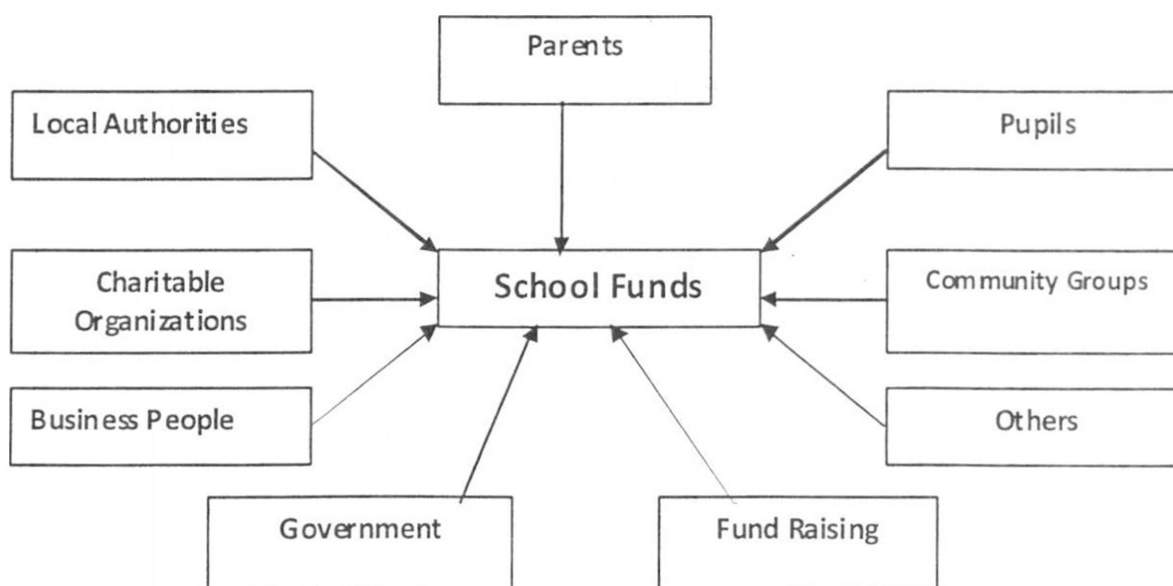 Parents
Local Authorities
Pupils
Charitable
Organizations
School Funds
Community Groups
Business People
Others
Government
Fund Raising